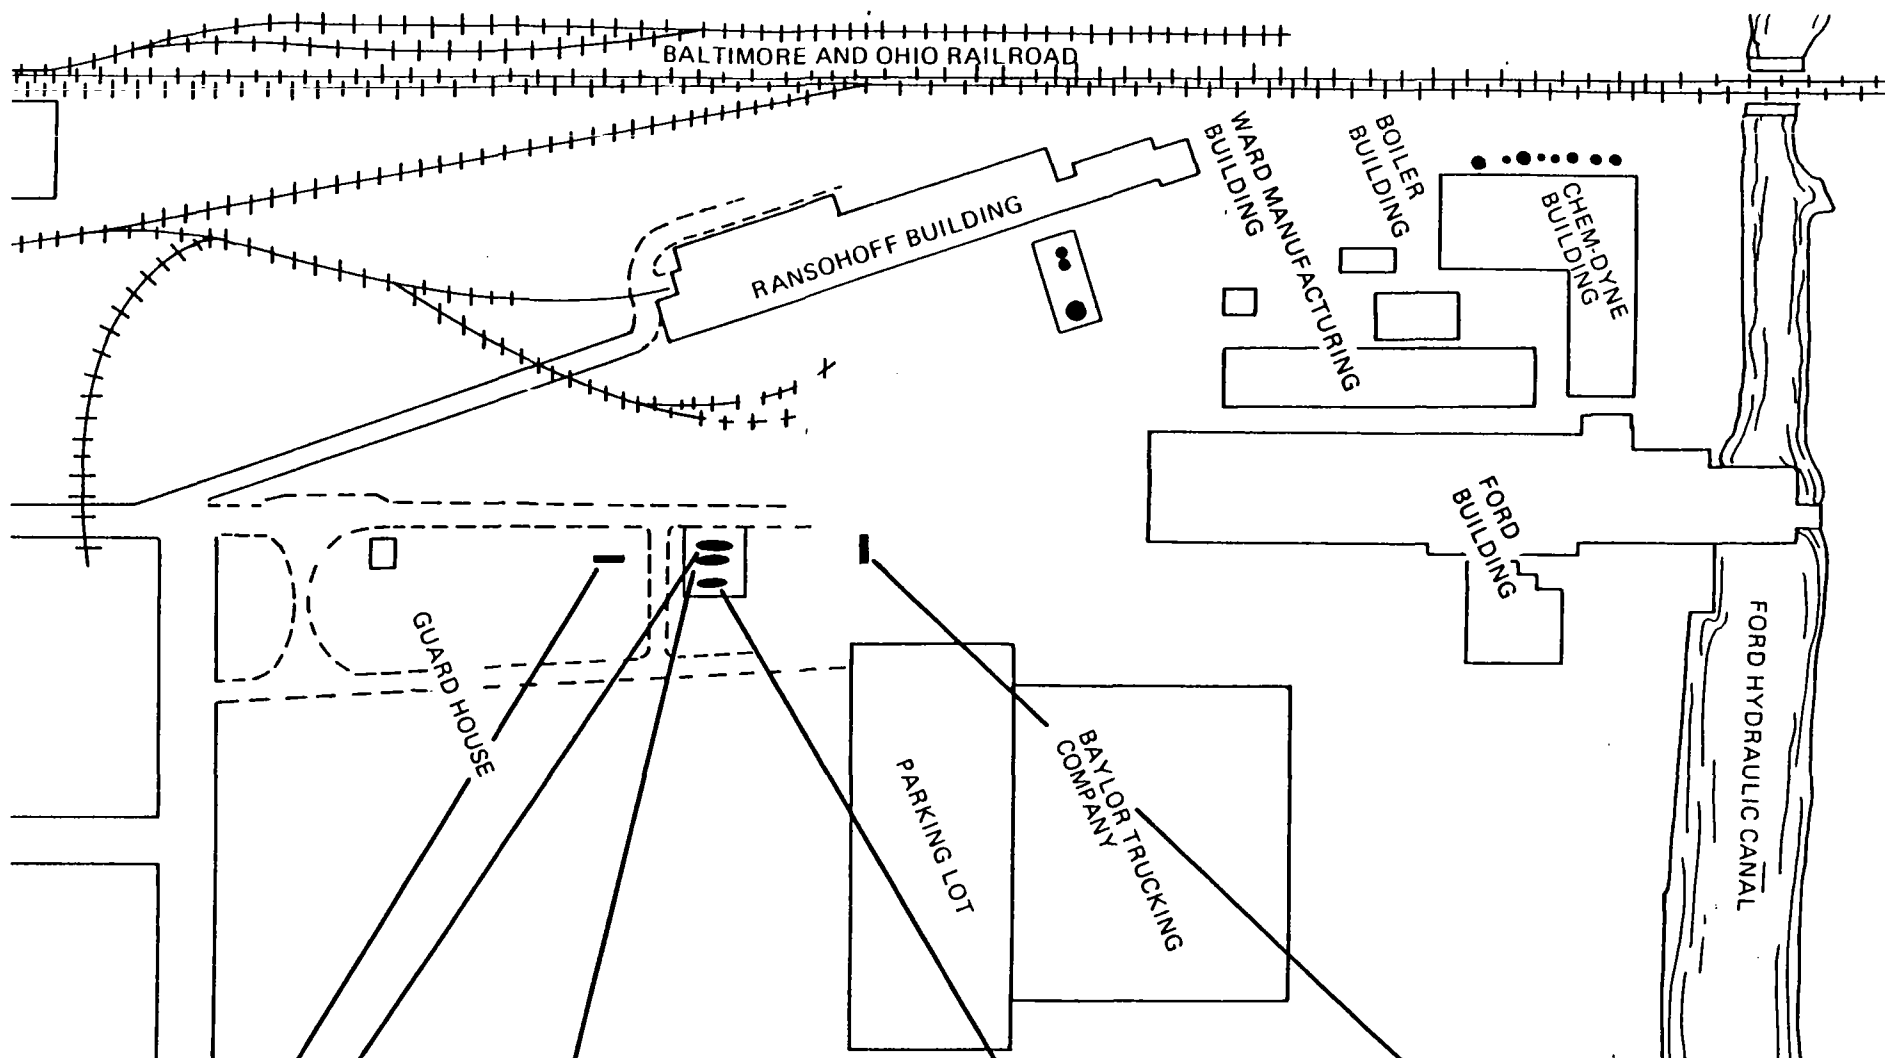 BALTIMORE AND OHIO RAILROAD
WARD MANUFACTURING
BUILDING
BOILER
BUILDING
CHEM-DYNE
BUILDING
RANSOHOFF BUILDING
FORD
BUILDING
GUARD HOUSE
FORD HYDRAULIC CANAL
BAYLOR TRUCKING
COMPANY
PARKING LOT